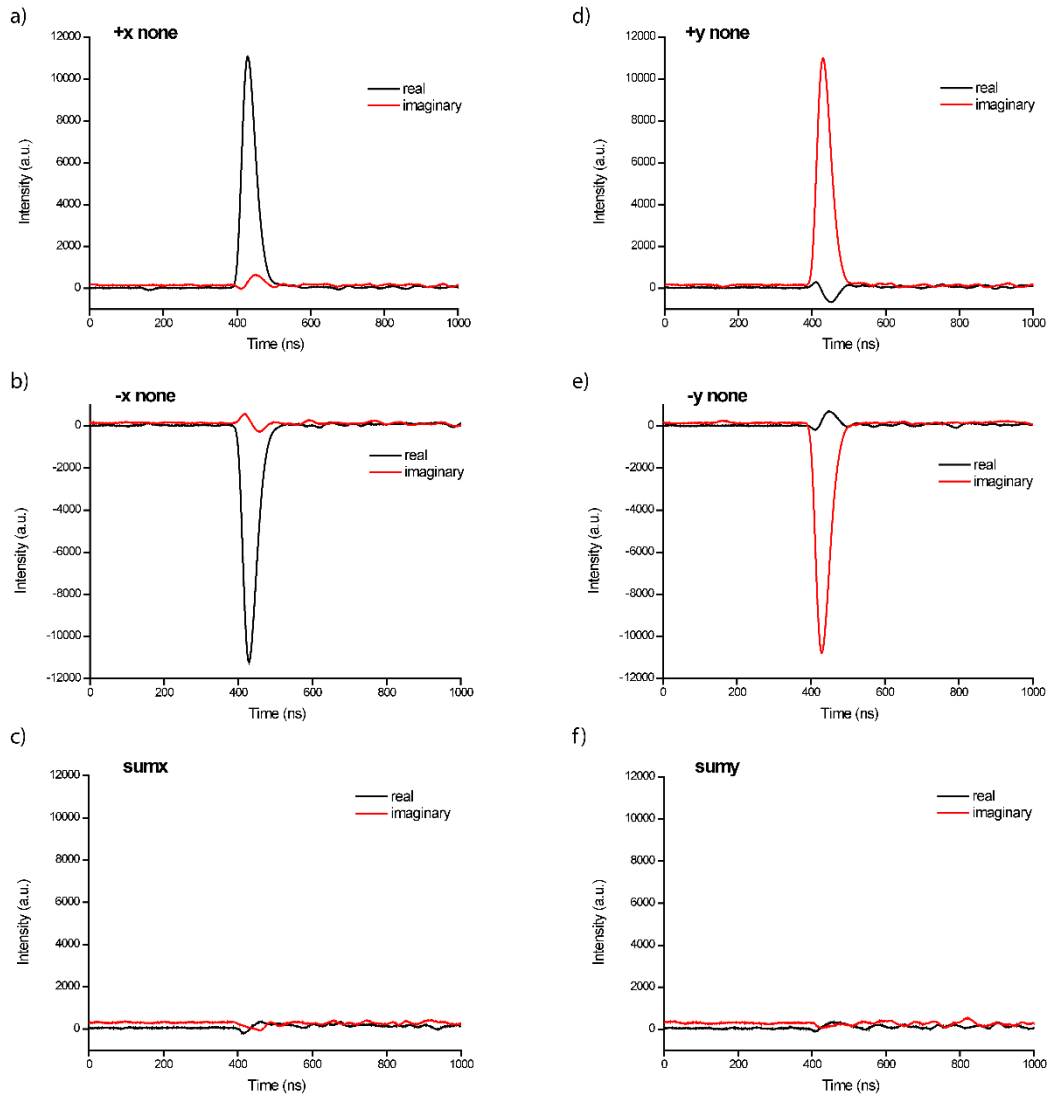 a)
+x none
12000
10000
8000
6000
4000
2000
0
Intensity (a.u.)
real
imaginary
0 200 400 600 800 1000
Time (ns)
d)
+y none
12000
10000
8000
6000
4000
2000
0
Intensity (a.u.)
real
imaginary
0 200 400 600 800 1000
Time (ns)
b)
-x none
0
-2000
-4000
-6000
-8000
-10000
-12000
Intensity (a.u.)
real
imaginary
0 200 400 600 800 1000
Time (ns)
e)
-y none
0
-2000
-4000
-6000
-8000
-10000
-12000
Intensity (a.u.)
real
imaginary
0 200 400 600 800 1000
Time (ns)
c)
sumx
12000
10000
8000
6000
4000
2000
0
Intensity (a.u.)
real
imaginary
0 200 400 600 800 1000
Time (ns)
f)
sumy
12000
10000
8000
6000
4000
2000
0
Intensity (a.u.)
real
imaginary
0 200 400 600 800 1000
Time (ns)